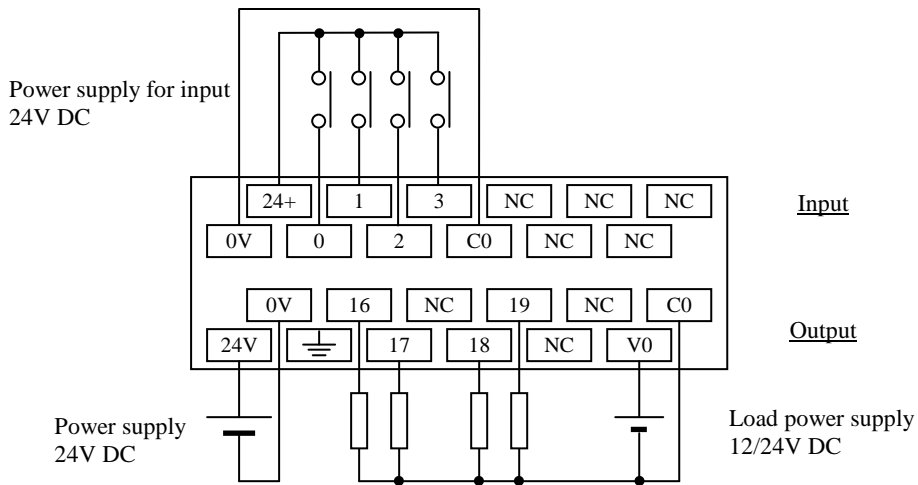 Power supply for input
24V DC
24+ 1 3 NC NC NC
Input
0V 0 2 C0 NC NC
0V 16 NC 19 NC C0
Output
24V 17 18 NC V0
Power supply
24V DC
Load power supply
12/24V DC